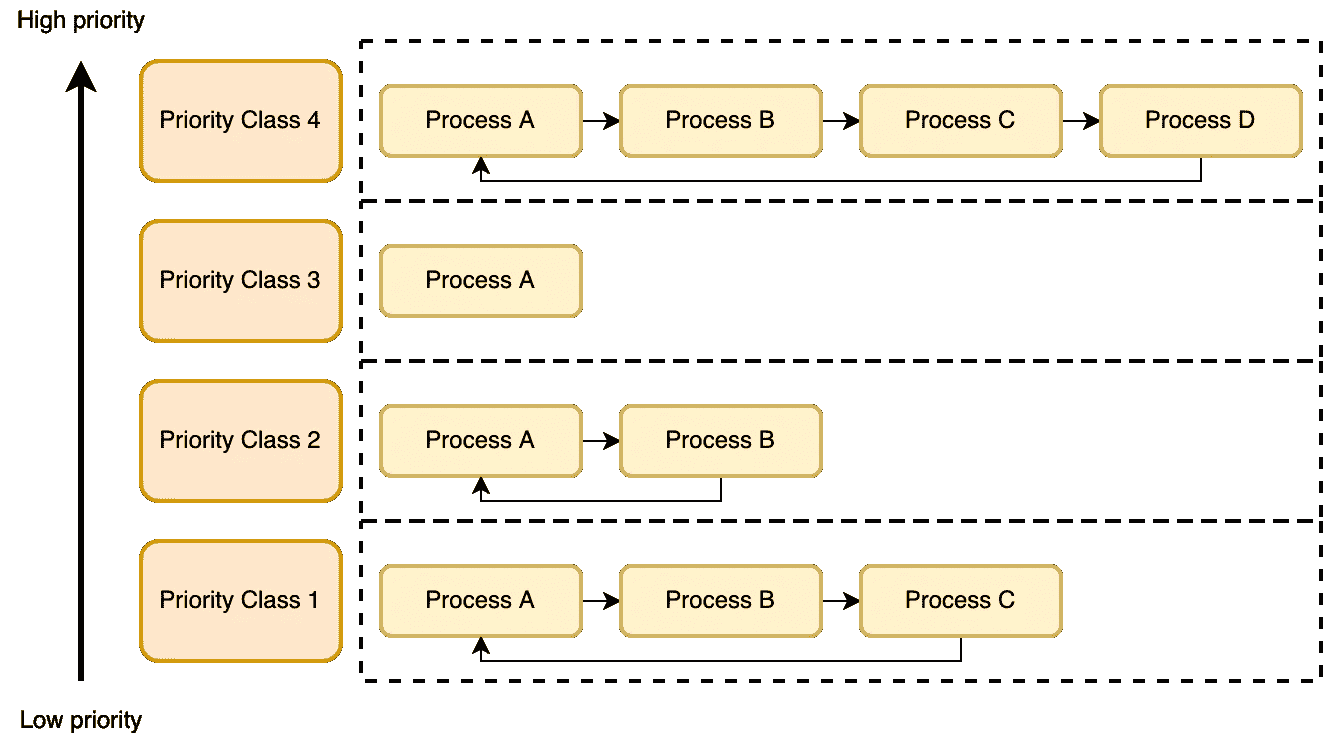 High priority
Priority Class 4
Process A
Process B
Process C
Process D
Priority Class 3
Process A
Priority Class 2
Process A
Process B
Priority Class 1
Process A
Process B
Process C
Low priority